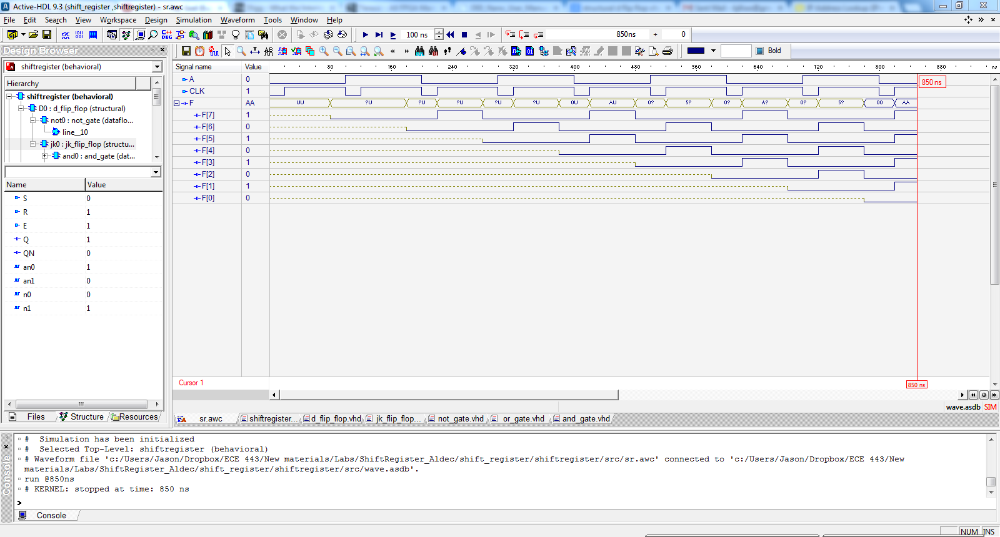 Active-HDL 9.3 (shift_register ,shiftregister) - sr.awc
File Edit Search View Workspace Design Simulation Waveform Tools Window Help
100 ns 850ns + 0
Design Browser
Bold
shiftregister (behavioral)
Hierarchy
shiftregister (behavioral)
D0 : d_flip_flop (structural)
not0 : not_gate (dataflo...
line__10
jk0 : jk_flip_flop (structu...
and0 : and_gate (dat...
Name Value
S 0
R 1
E 1
Q 1
QN 0
an0 1
an1 0
n0 0
n1 1
Files Structure Resources
Signal name Value 80 160 240 320 400 480 560 640 720 800 880 ns
A 0
850 ns
CLK 1
F AA UU ?U ?U ?U ?U ?U 0U AU 0? 5? 0? A? 0? 5? 00 AA
F[7] 1
F[6] 0
F[5] 1
F[4] 0
F[3] 1
F[2] 0
F[1] 1
F[0] 0
Cursor 1
850 ns
wave.asdb SIM
sr.awc shiftregister... d_flip_flop.vhd jk_flip_flop... not_gate.vhd or_gate.vhd and_gate.vhd
# Simulation has been initialized
# Selected Top-Level: shiftregister (behavioral)
# Waveform file 'c:/Users/Jason/Dropbox/ECE 443/New materials/Labs/ShiftRegister_Aldec/shift_register/shiftregister/src/sr.awc' connected to 'c:/Users/Jason/Dropbox/ECE 443/New
materials/Labs/ShiftRegister_Aldec/shift_register/shiftregister/src/wave.asdb'.
run @850ns
# KERNEL: stopped at time: 850 ns
>
Console
Console
NUM INS